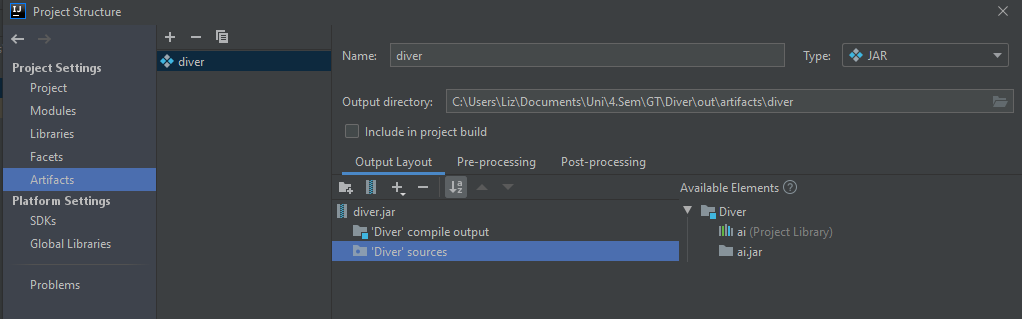 IJ Project Structure
Project Settings
Project
Modules
Libraries
Facets
Artifacts
Platform Settings
SDKs
Global Libraries
Problems
diver
Name: diver Type: JAR
Output directory: C:\Users\Liz\Documents\Uni\4.Sem\GT\Diver\out\artifacts\diver
Include in project build
Output Layout Pre-processing Post-processing
Available Elements ?
diver.jar
'Diver' compile output
'Diver' sources
Diver
ai (Project Library)
ai.jar